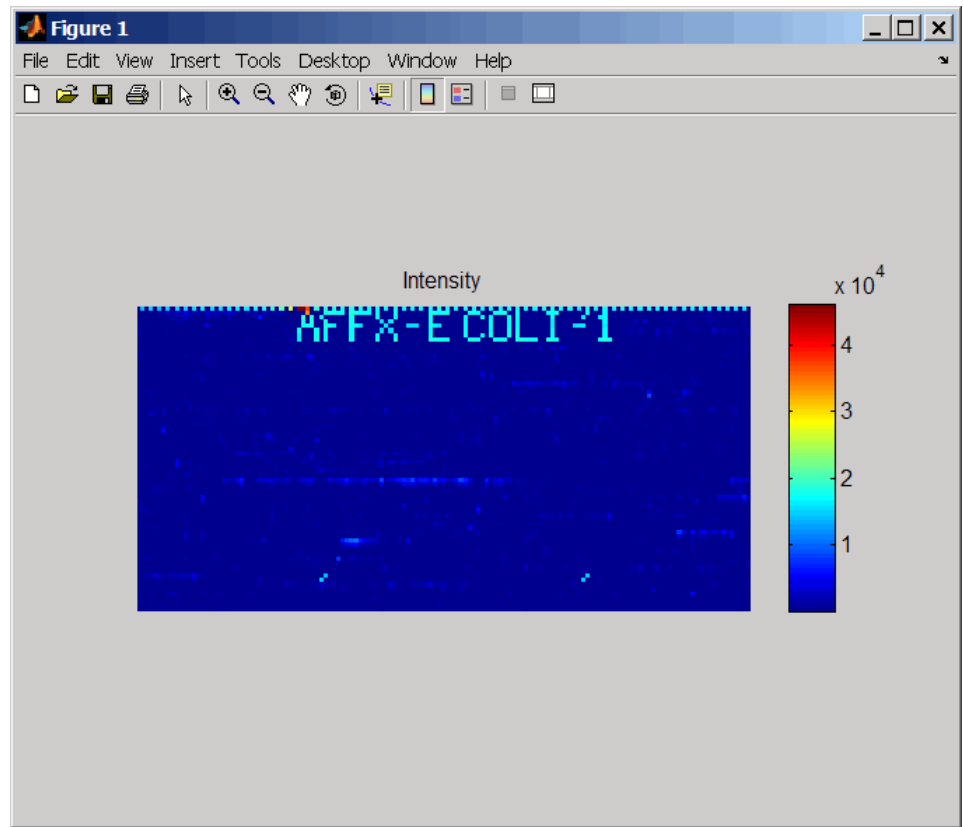 Figure 1
File Edit View Insert Tools Desktop Window Help
Intensity
x 10^4
AFFX-ECOLI-1
4
3
2
1